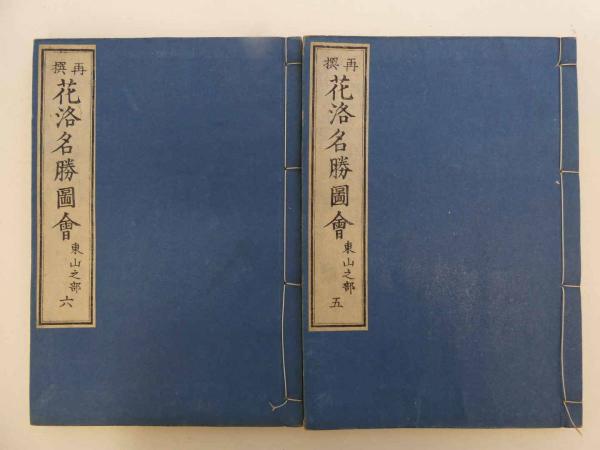 再撰
花洛名勝圖會
東山之部
五
再撰
花洛名勝圖會
東山之部
六